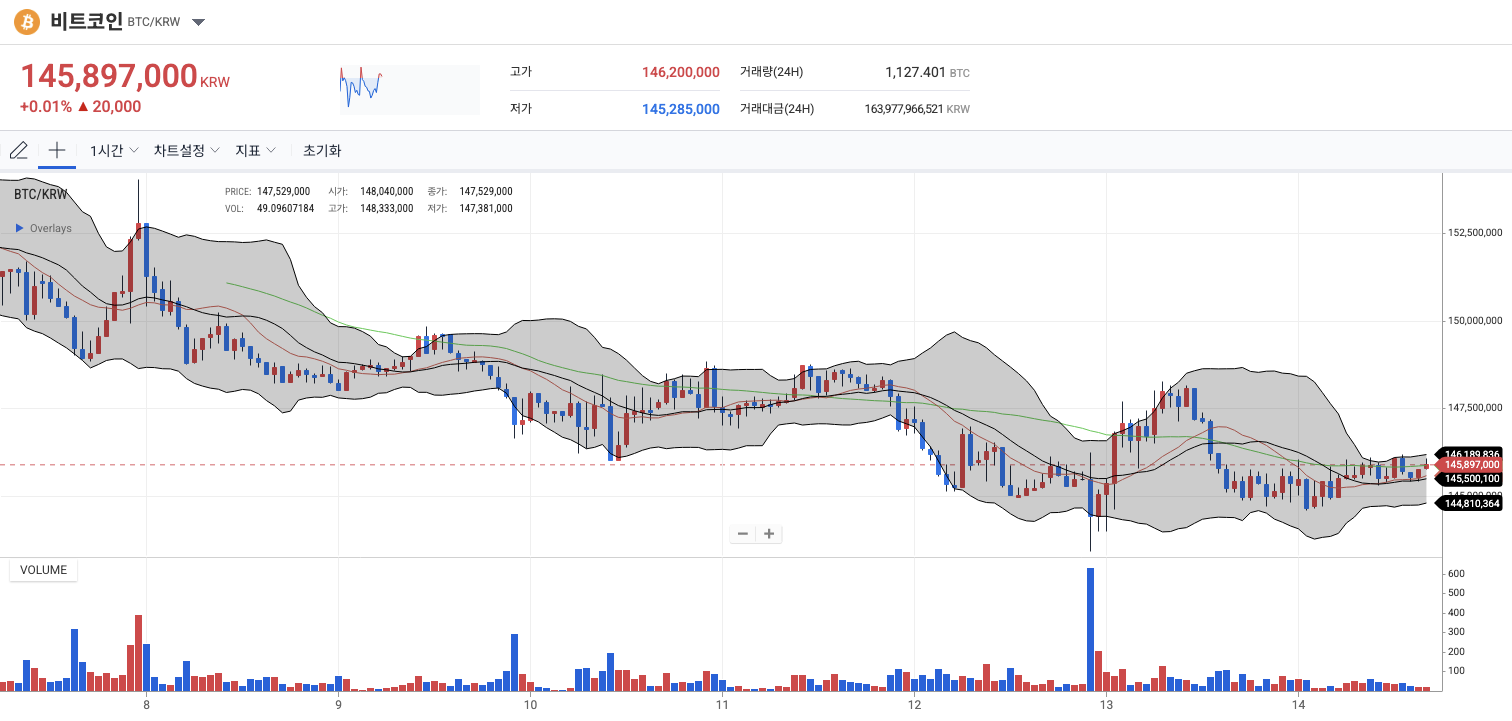 비트코인 BTC/KRW
145,897,000 KRW
+0.01% ▲ 20,000
고가 146,200,000 거래량(24H) 1,127.401 BTC
저가 145,285,000 거래대금(24H) 163,977,966,521 KRW
1시간 차트설정 지표 초기화
BTC/KRW
PRICE: 147,529,000 시가: 148,040,000 종가: 147,529,000
VOL: 49.09607184 고가: 148,333,000 저가: 147,381,000
Overlays
152,500,000
150,000,000
147,500,000
146,189,836
145,897,000
145,500,100
144,810,364
VOLUME
600
500
400
300
200
100
8 9 10 11 12 13 14